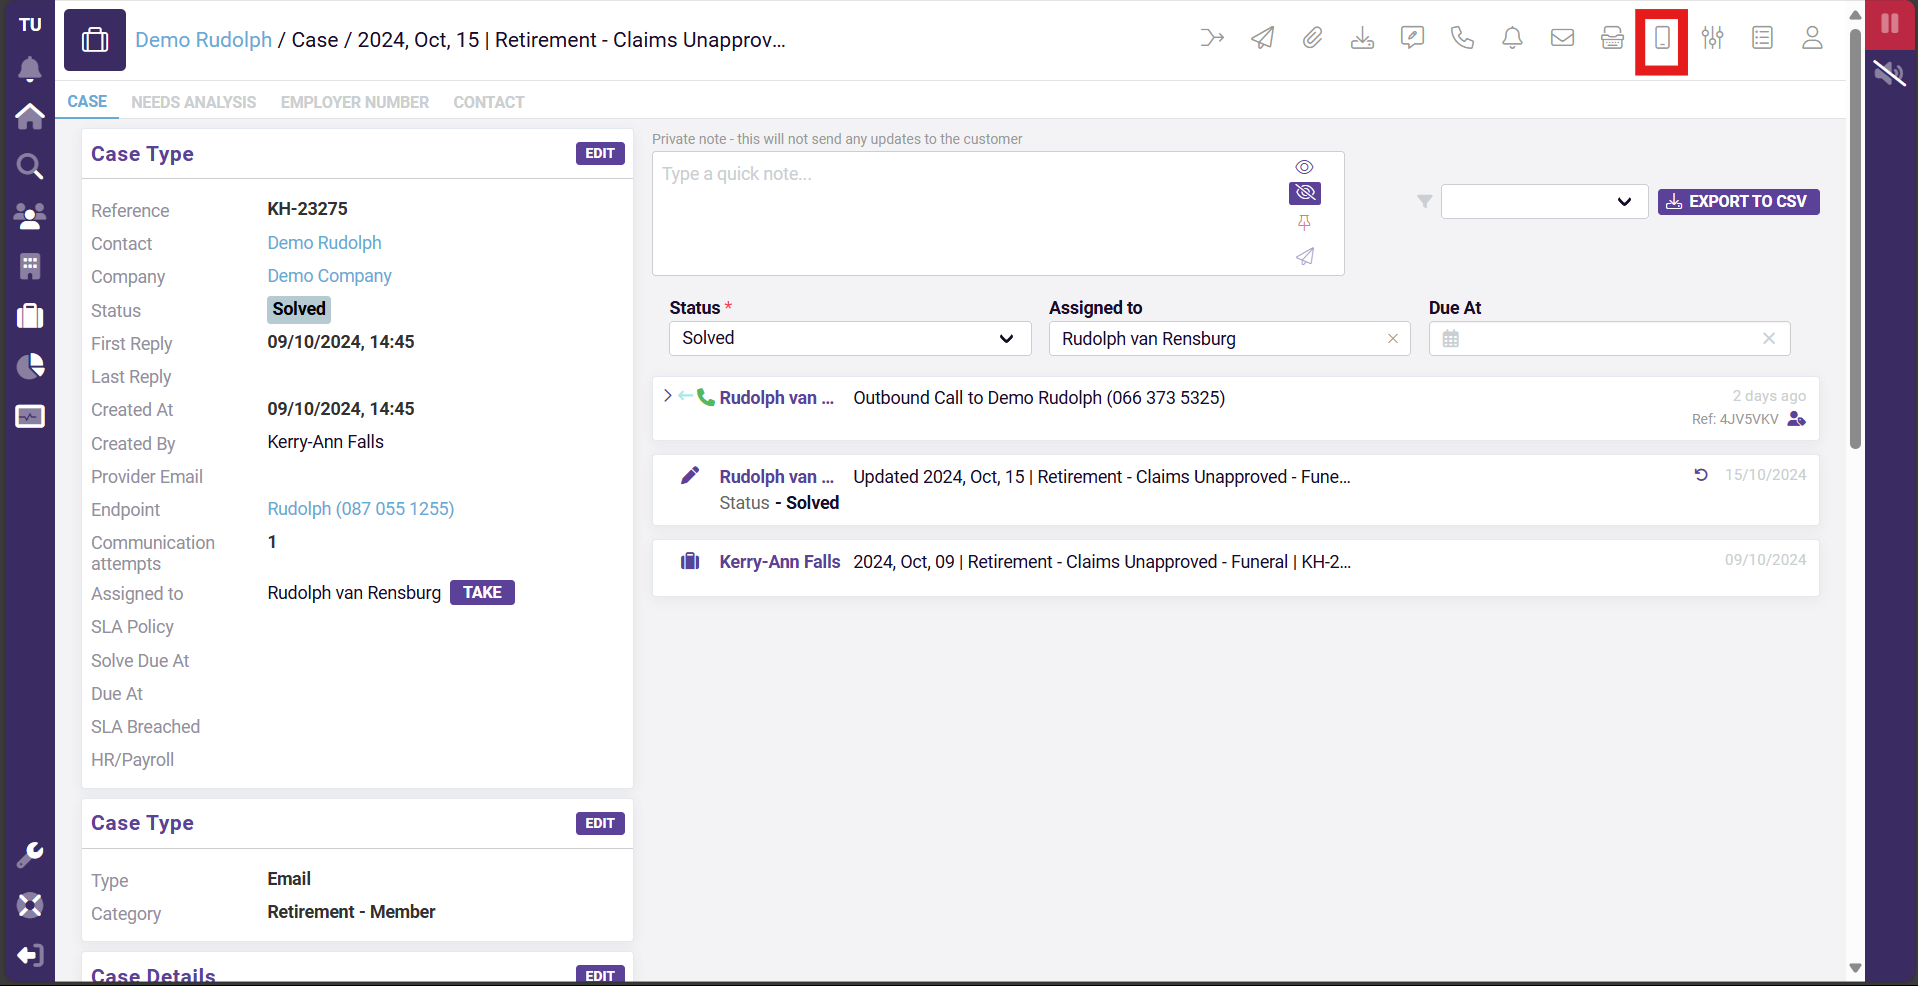 TU
Demo Rudolph / Case / 2024, Oct, 15 | Retirement - Claims Unapprov...
CASE NEEDS ANALYSIS EMPLOYER NUMBER CONTACT
Case Type EDIT
Reference KH-23275
Contact Demo Rudolph
Company Demo Company
Status Solved
First Reply 09/10/2024, 14:45
Last Reply
Created At 09/10/2024, 14:45
Created By Kerry-Ann Falls
Provider Email
Endpoint Rudolph (087 055 1255)
Communication 1
attempts
Assigned to Rudolph van Rensburg TAKE
SLA Policy
Solve Due At
Due At
SLA Breached
HR/Payroll
Case Type EDIT
Type Email
Category Retirement - Member
Case Details EDIT
Private note - this will not send any updates to the customer
Type a quick note...
EXPORT TO CSV
Status * Assigned to Due At
Solved Rudolph van Rensburg
Rudolph van ... Outbound Call to Demo Rudolph (066 373 5325) 2 days ago
Ref: 4JV5VKV
Rudolph van ... Updated 2024, Oct, 15 | Retirement - Claims Unapproved - Fune... 15/10/2024
Status - Solved
Kerry-Ann Falls 2024, Oct, 09 | Retirement - Claims Unapproved - Funeral | KH-2... 09/10/2024